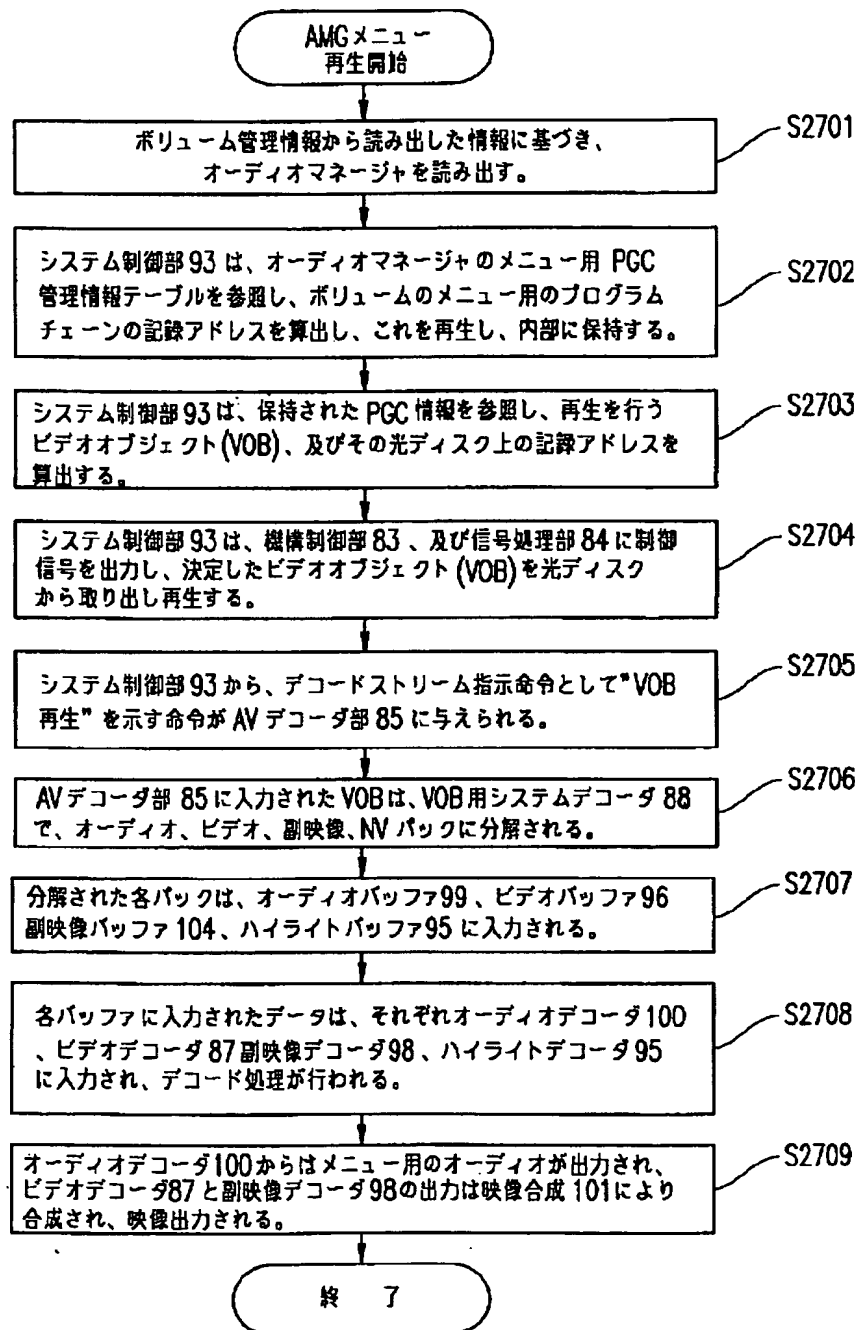 AMGメニュー
再生開始
ボリューム管理情報から読み出した情報に基づき、
オーディオマネージャを読み出す。
S2701
システム制御部93は、オーディオマネージャのメニュー用 PGC
管理情報テーブルを参照し、ボリュームのメニュー用のプログラム
チェーンの記録アドレスを算出し、これを再生し、内部に保持する。
S2702
システム制御部93は、保持された PGC 情報を参照し、再生を行う
ビデオオブジェクト(VOB)、及びその光ディスク上の記録アドレスを
算出する。
S2703
システム制御部93は、機構制御部83、及び信号処理部84に制御
信号を出力し、決定したビデオオブジェクト(VOB)を光ディスク
から取り出し再生する。
S2704
システム制御部93から、デコードストリーム指示命令として"VOB
再生"を示す命令が AV デコーダ部 85 に与えられる。
S2705
AVデコーダ部 85に入力されたVOBは、VOB用システムデコーダ 88
で、オーディオ、ビデオ、副映像、NV パックに分解される。
S2706
分解された各パックは、オーディオバッファ99、ビデオバッファ96
副映像バッファ104、ハイライトバッファ95 に入力される。
S2707
各バッファに入力されたデータは、それぞれオーディオデコーダ100
、ビデオデコーダ87副映像デコーダ98、ハイライトデコーダ95
に入力され、デコード処理が行われる。
S2708
オーディオデコーダ100からはメニュー用のオーディオが出力され、
ビデオデコーダ87と副映像デコーダ98の出力は映像合成101により
合成され、映像出力される。
S2709
終 了